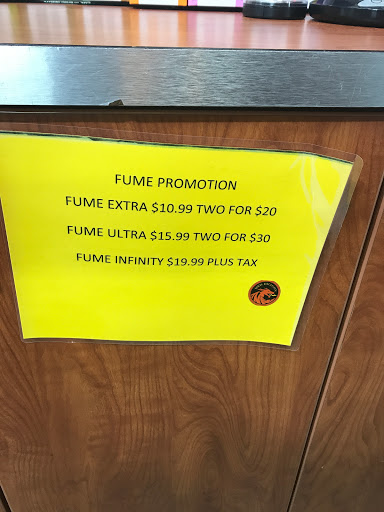 FUME PROMOTION
FUME EXTRA $10.99 TWO FOR $20
FUME ULTRA $15.99 TWO FOR $30
FUME INFINITY $19.99 PLUS TAX